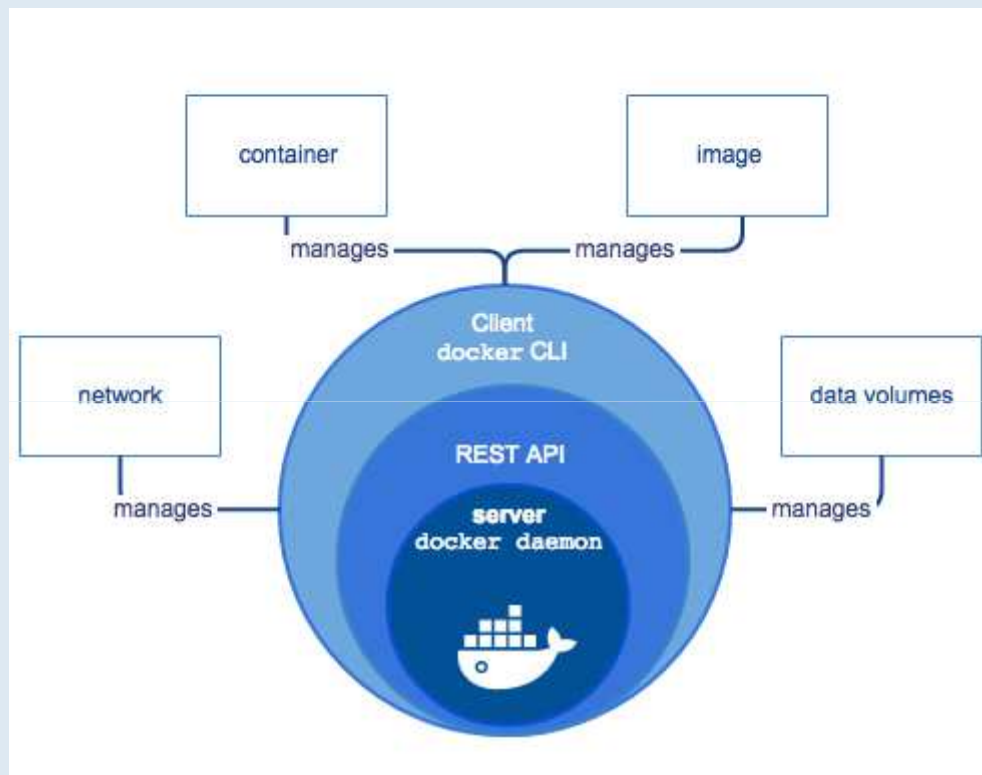 container
image
manages
manages
Client
docker CLI
network
data volumes
REST API
manages
manages
server
docker daemon